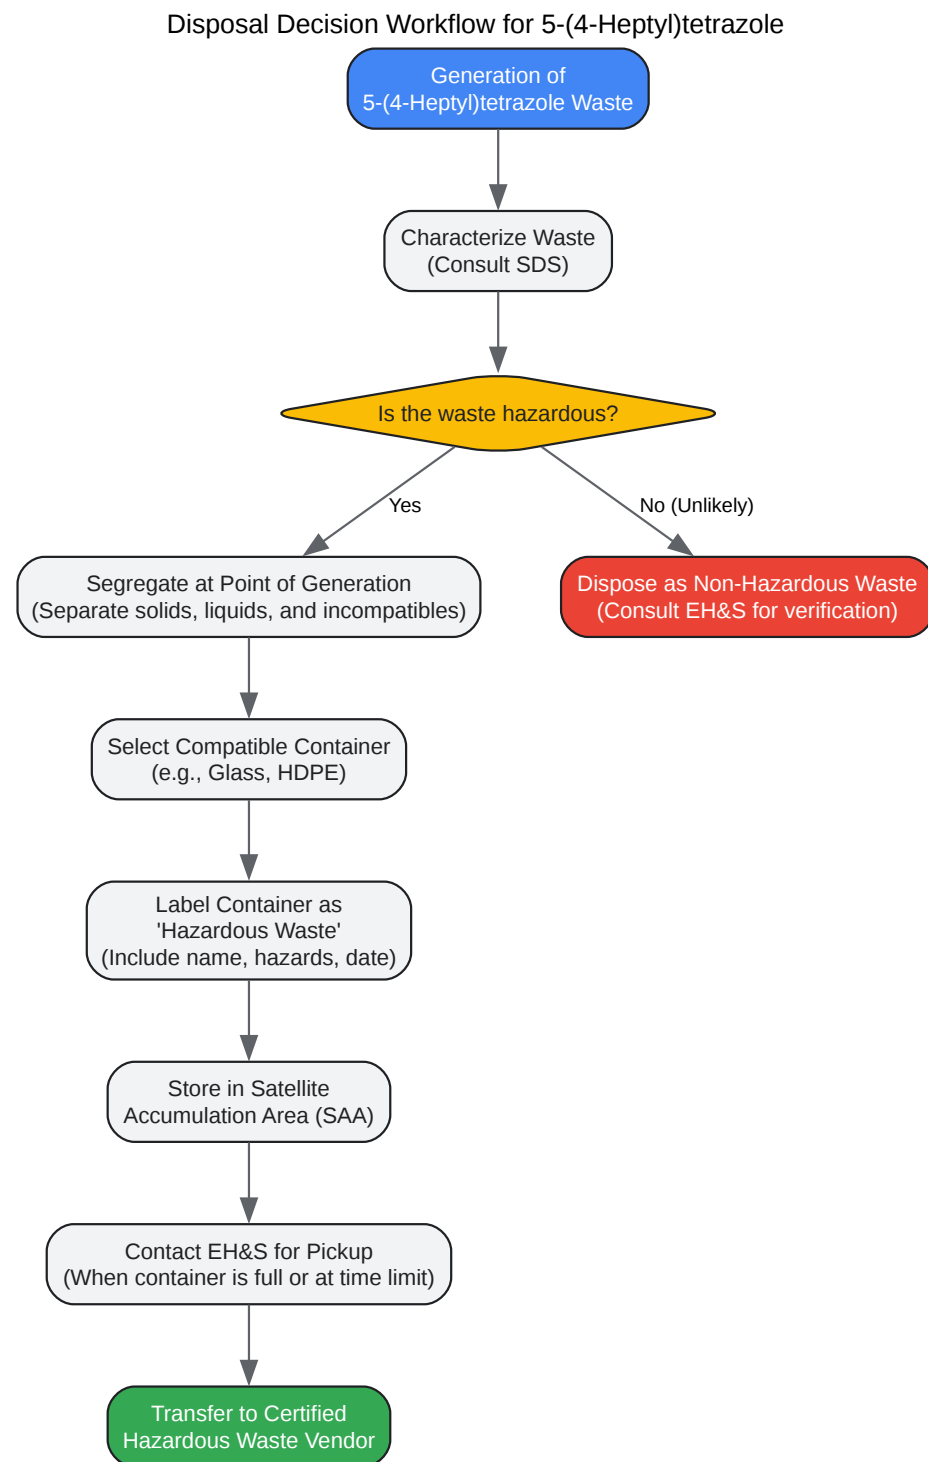 Disposal Decision Workflow for 5-(4-Heptyl)tetrazole
Generation of
5-(4-Heptyl)tetrazole Waste
Characterize Waste
(Consult SDS)
Is the waste hazardous?
Yes
No (Unlikely)
Segregate at Point of Generation
(Separate solids, liquids, and incompatibles)
Dispose as Non-Hazardous Waste
(Consult EH&S for verification)
Select Compatible Container
(e.g., Glass, HDPE)
Label Container as
'Hazardous Waste'
(Include name, hazards, date)
Store in Satellite
Accumulation Area (SAA)
Contact EH&S for Pickup
(When container is full or at time limit)
Transfer to Certified
Hazardous Waste Vendor